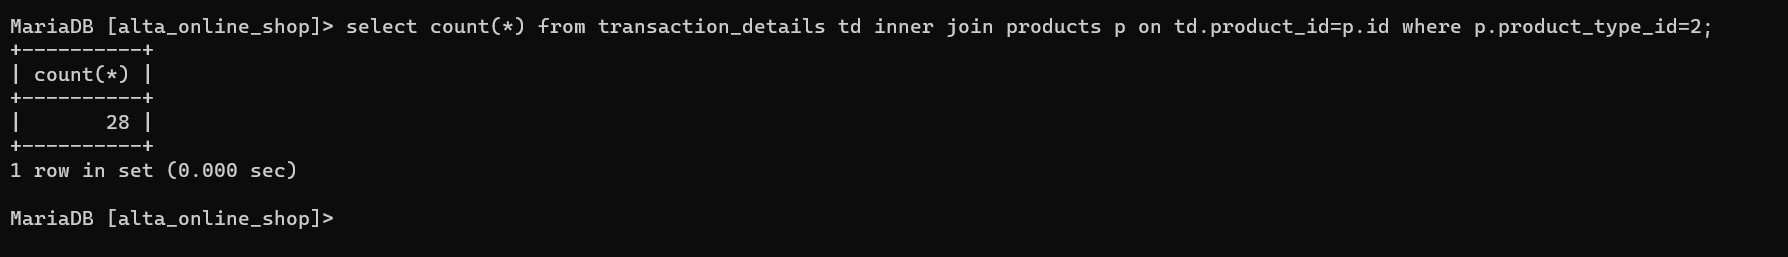 MariaDB [alta_online_shop]> select count(*) from transaction_details td inner join products p on td.product_id=p.id where p.product_type_id=2;
+----------+
| count(*) |
+----------+
|       28 |
+----------+
1 row in set (0.000 sec)
MariaDB [alta_online_shop]>